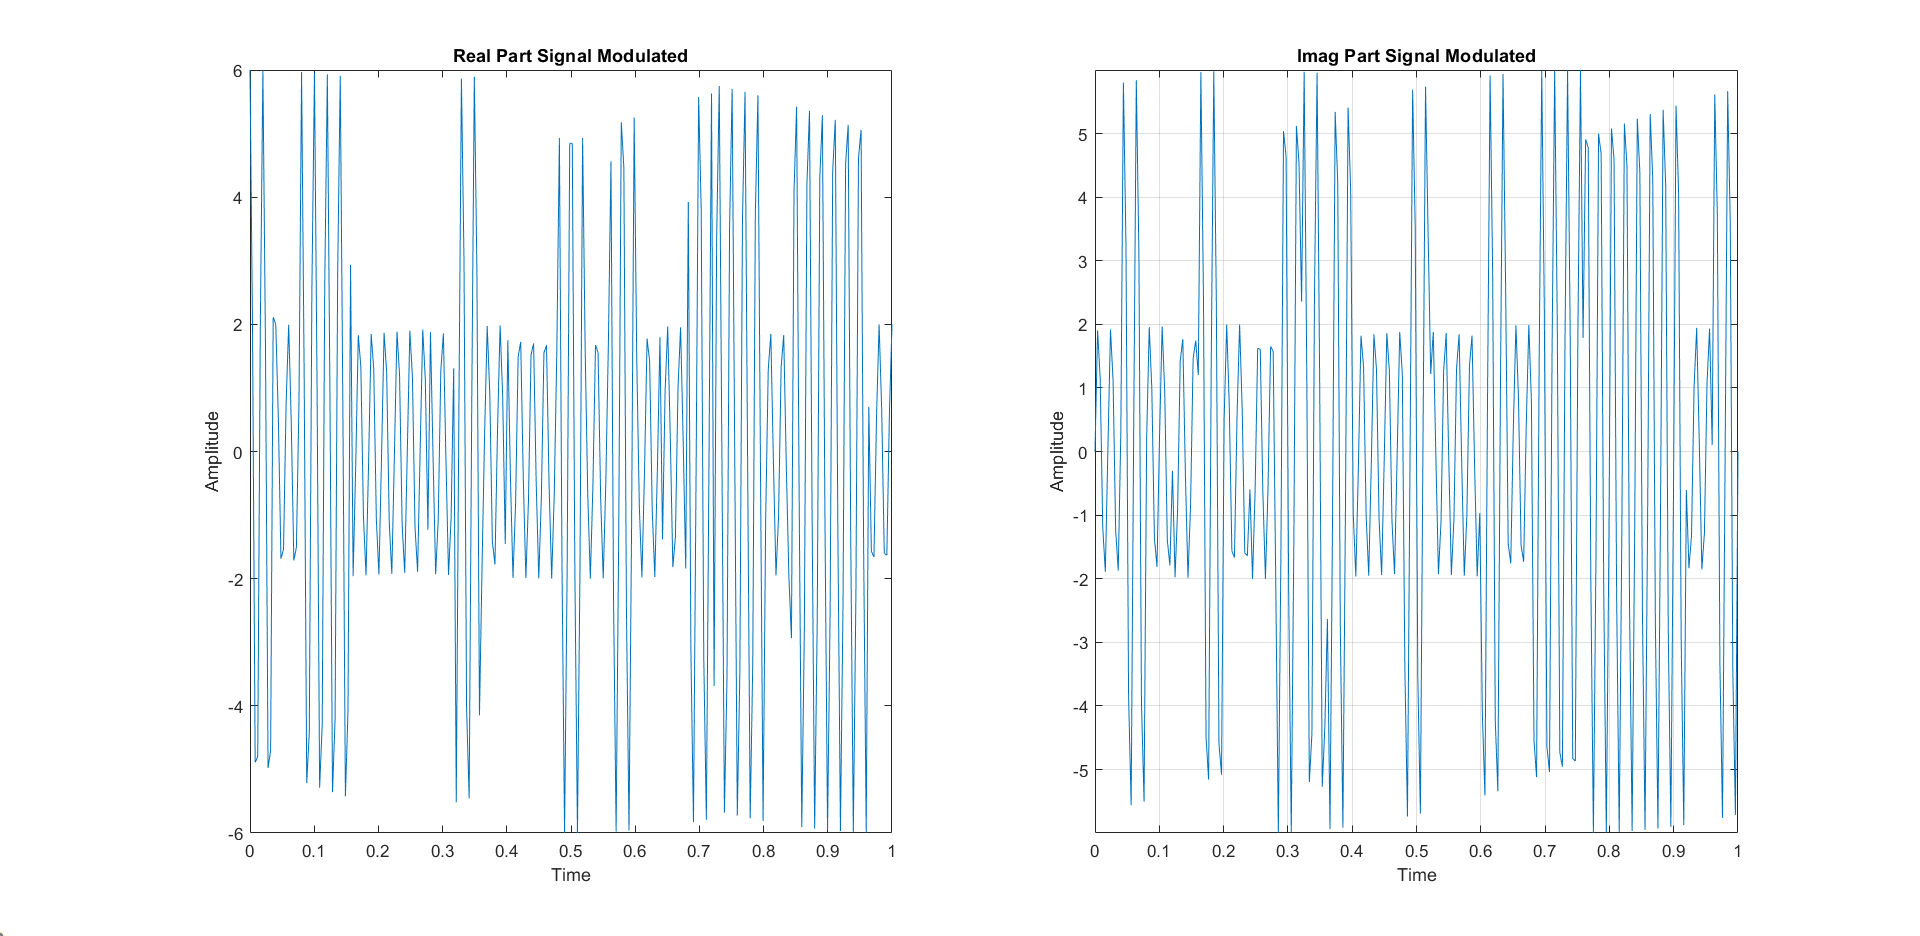 Real Part Signal Modulated
6
4
2
0
-2
-4
-6
Amplitude
0 0.1 0.2 0.3 0.4 0.5 0.6 0.7 0.8 0.9 1
Time
Imag Part Signal Modulated
5
4
3
2
1
0
-1
-2
-3
-4
-5
Amplitude
0 0.1 0.2 0.3 0.4 0.5 0.6 0.7 0.8 0.9 1
Time